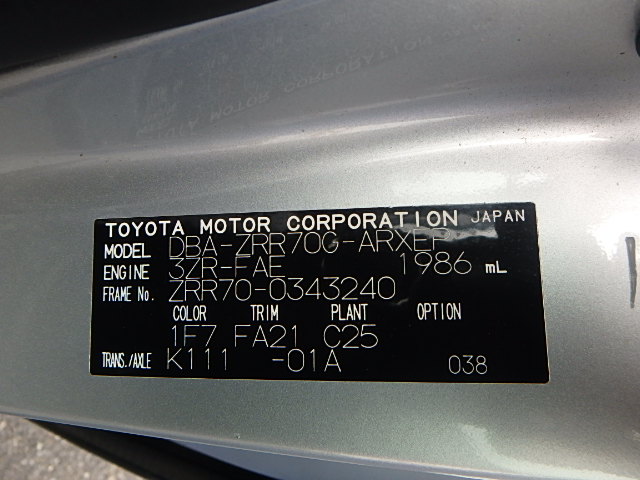 TOYOTA MOTOR CORPORATION JAPAN
MODEL DBA-ZRR70G-ARXEP
ENGINE 3ZR-FAE 1986 mL
FRAME No. ZRR70-0343240
COLOR TRIM PLANT OPTION
1F7 FA21 C25
TRANS./AXLE K111 -01A 038